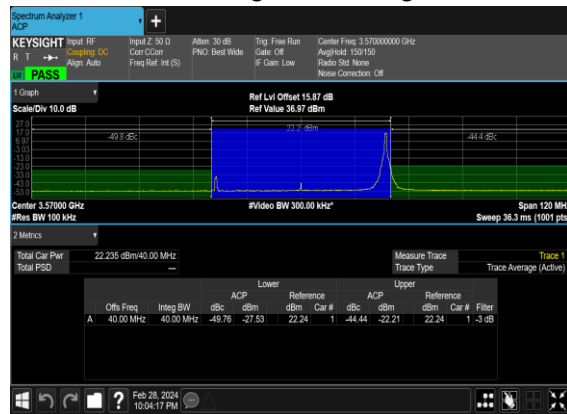 Spectrum Analyzer 1
ACP
+
KEYSIGHT Input: RF Input Z: 50 Ω Atten: 30 dB Trig: Free Run Center Freq: 3.570000000 GHz
R T Coupling: DC Corr CCorr PNO: Best Wide Gate: Off Avg|Hold: 150/150
Align: Auto Freq Ref: Int (S) IF Gain: Low Radio Std: None
PASS Noise Correction: Off
1 Graph
Scale/Div 10.0 dB Ref Lvl Offset 15.87 dB
Ref Value 36.97 dBm
27.0
17.0 -49.8 dBc 22.2 dBm -44.4 dBc
6.97
-3.03
-13.0
-23.0
-33.0
-43.0
-53.0
Center 3.57000 GHz #Video BW 300.00 kHz* Span 120 MHz
#Res BW 100 kHz Sweep 36.3 ms (1001 pts
2 Metrics
Total Car Pwr 22.235 dBm/40.00 MHz Measure Trace Trace 1
Total PSD --- Trace Type Trace Average (Active)
Lower Upper
ACP Reference ACP Reference
Offs Freq Integ BW dBc dBm dBm Car # dBc dBm dBm Car # Filter
A 40.00 MHz 40.00 MHz -49.76 -27.53 22.24 1 -44.44 -22.21 22.24 1 -3 dB
? Feb 28, 2024
10:04:17 PM